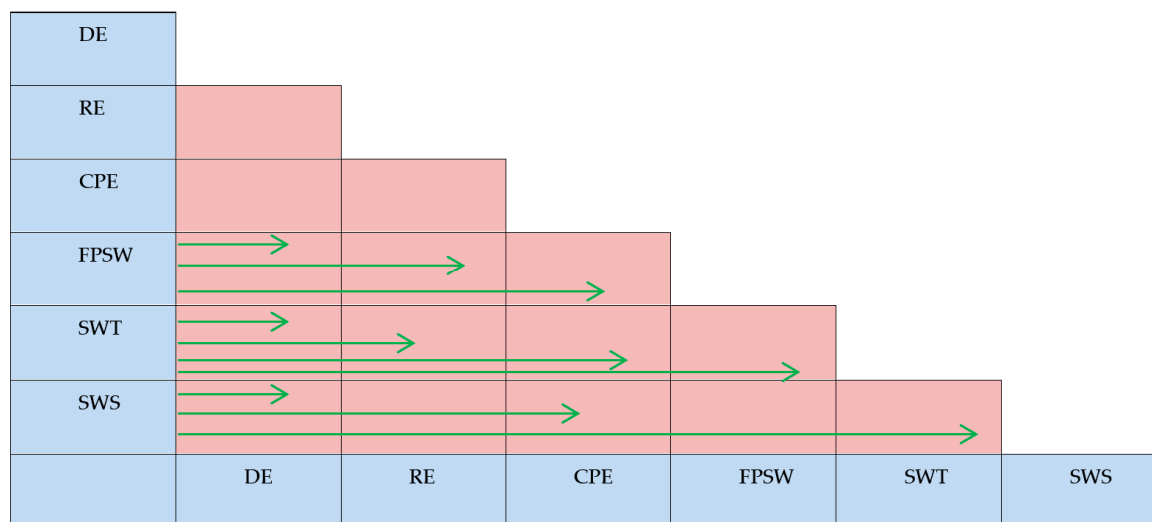 DE
RE
CPE
FPSW
SWT
SWS
DE RE CPE FPSW SWT SWS